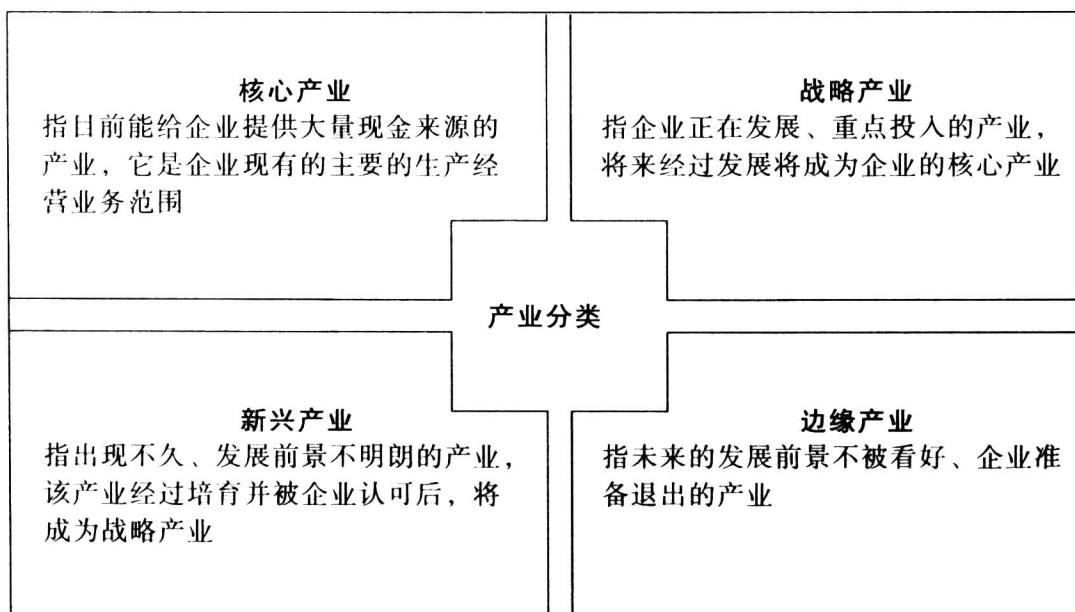 核心产业
指目前能给企业提供大量现金来源的
产业，它是企业现有的主要的生产经
营业务范围
战略产业
指企业正在发展、重点投入的产业，
将来经过发展将成为企业的核心产业
产业分类
新兴产业
指出现不久、发展前景不明朗的产业，
该产业经过培育并被企业认可后，将
成为战略产业
边缘产业
指未来的发展前景不被看好、企业准
备退出的产业